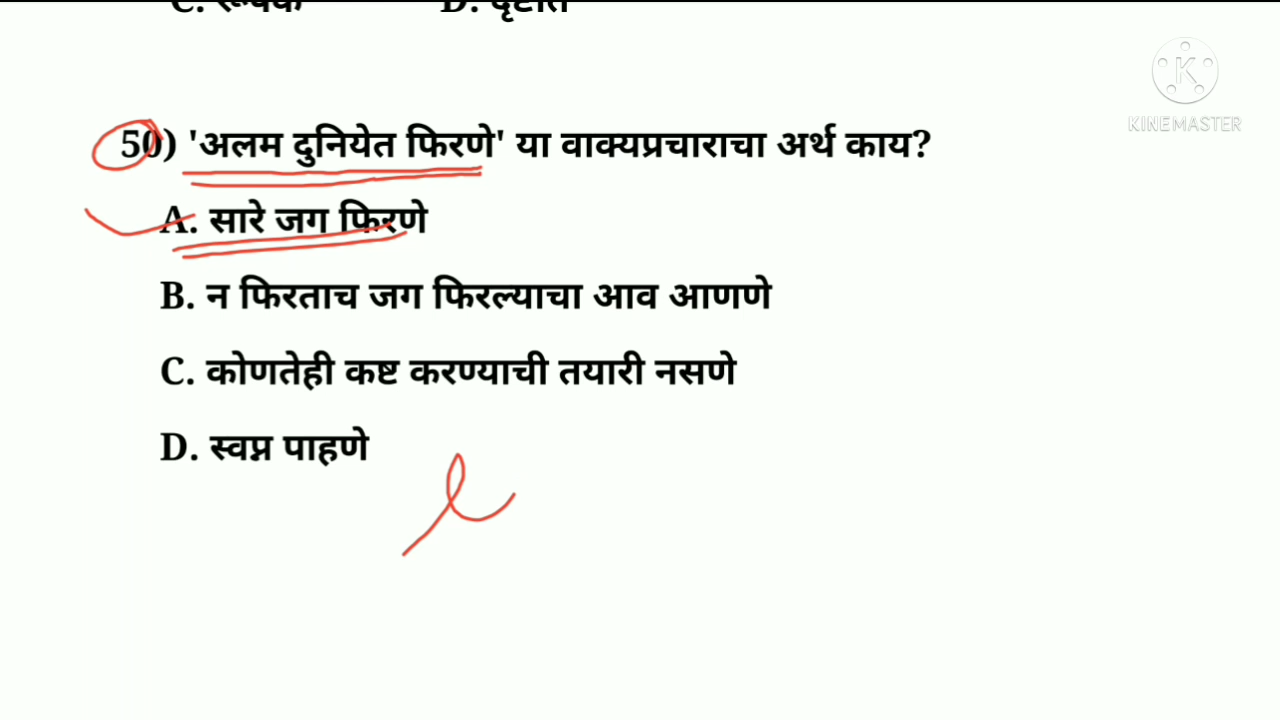 C. रूपक D. दृष्टांत
KINEMASTER
50) 'अलम दुनियेत फिरणे' या वाक्यप्रचाराचा अर्थ काय?
A. सारे जग फिरणे
B. न फिरताच जग फिरल्याचा आव आणणे
C. कोणतेही कष्ट करण्याची तयारी नसणे
D. स्वप्न पाहणे